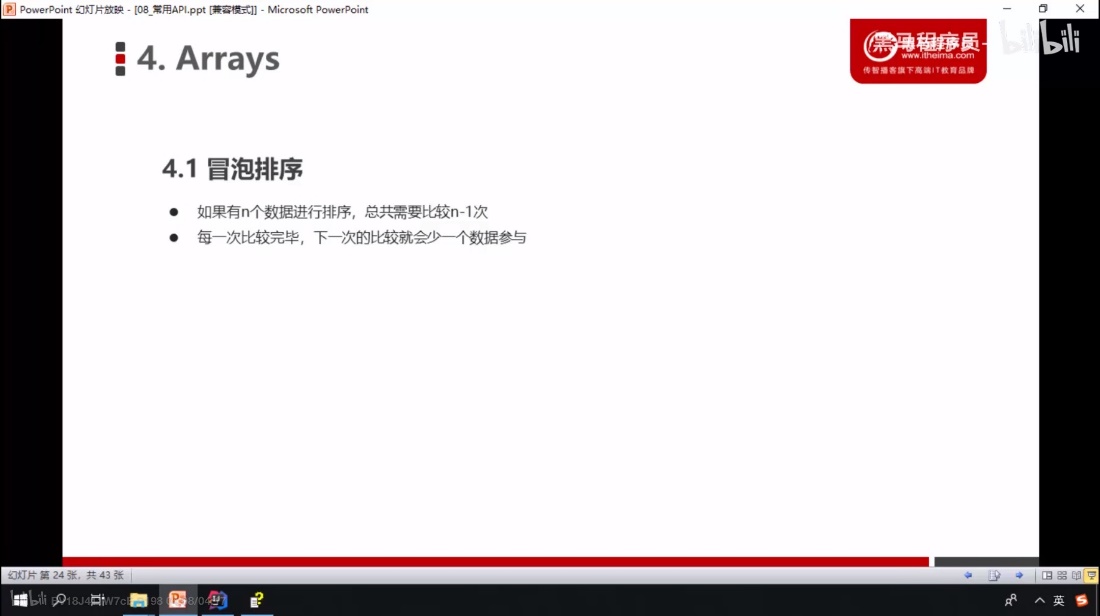 PowerPoint 幻灯片放映 - [08_常用API.ppt [兼容模式]] - Microsoft PowerPoint
4. Arrays
黑马程序员
www.itheima.com
传智播客旗下高端IT教育品牌
bilibili
4.1 冒泡排序
如果有n个数据进行排序，总共需要比较n-1次
每一次比较完毕，下一次的比较就会少一个数据参与
幻灯片 第 24 张，共 43 张
英